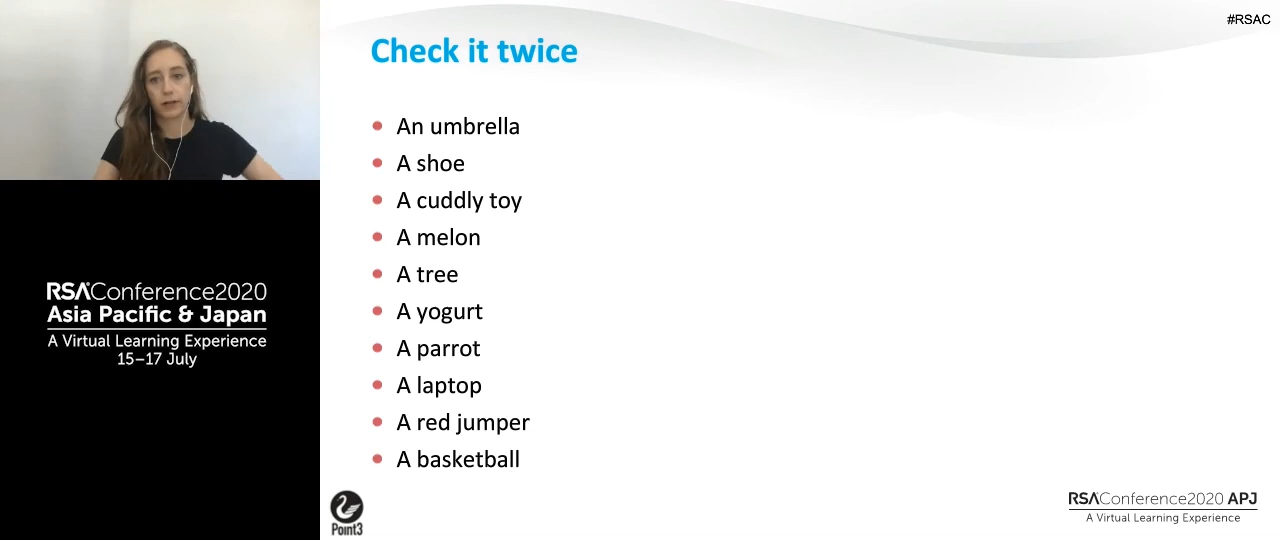 #RSAC
Check it twice
An umbrella
A shoe
A cuddly toy
A melon
A tree
A yogurt
A parrot
A laptop
A red jumper
A basketball
RSAConference2020
Asia Pacific & Japan
A Virtual Learning Experience
15–17 July
Point3
RSAConference2020 APJ
A Virtual Learning Experience